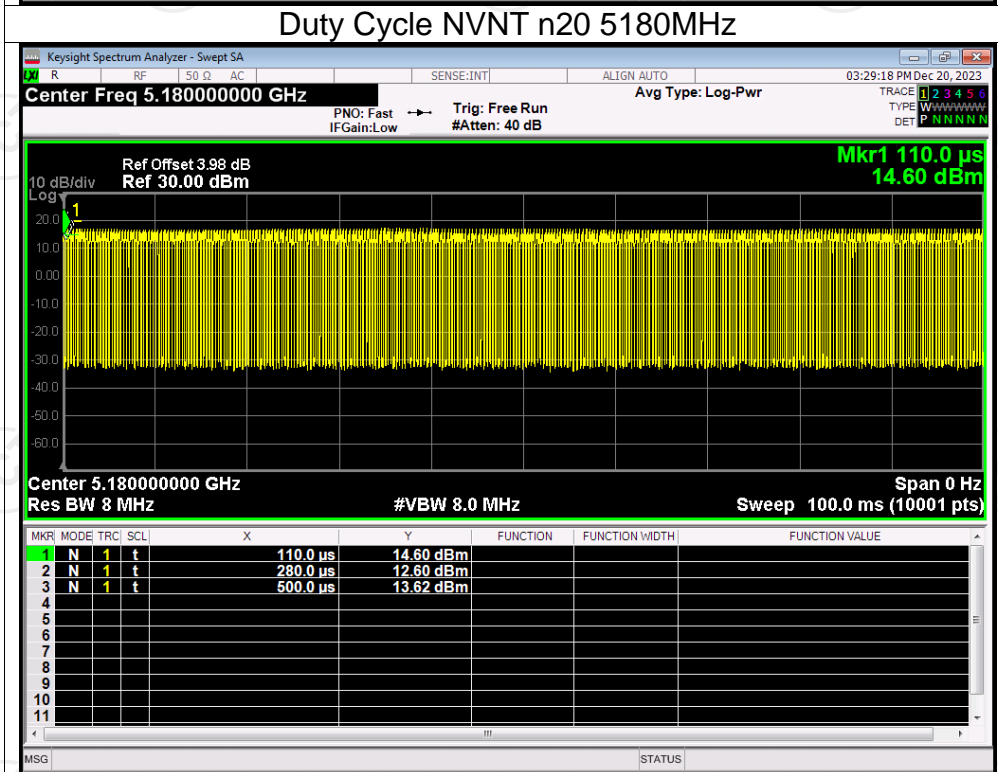 Duty Cycle NVNT n20 5180MHz
Keysight Spectrum Analyzer - Swept SA
LXI R RF 50 Ω AC SENSE:INT ALIGN AUTO 03:29:18 PM Dec 20, 2023
Center Freq 5.180000000 GHz Avg Type: Log-Pwr TRACE 1 2 3 4 5 6
PNO: Fast Trig: Free Run TYPE WWWWWW
IFGain:Low #Atten: 40 dB DET P N N N N N
Ref Offset 3.98 dB Mkr1 110.0 µs
10 dB/div Ref 30.00 dBm 14.60 dBm
Log
1
20.0
10.0
0.00
-10.0
-20.0
-30.0
-40.0
-50.0
-60.0
Center 5.180000000 GHz Span 0 Hz
Res BW 8 MHz #VBW 8.0 MHz Sweep 100.0 ms (10001 pts)
MKR MODE TRC SCL X Y FUNCTION FUNCTION WIDTH FUNCTION VALUE
1 N 1 t 110.0 µs 14.60 dBm
2 N 1 t 280.0 µs 12.60 dBm
3 N 1 t 500.0 µs 13.62 dBm
4
5
6
7
8
9
10
11
MSG STATUS